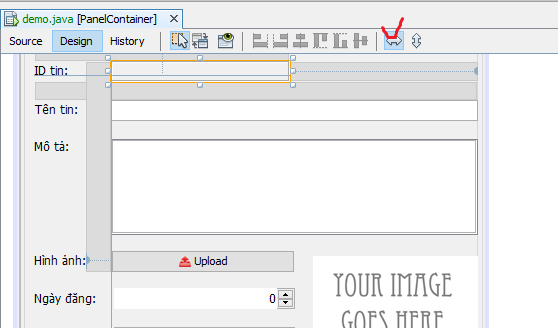 demo.java [PanelContainer]
Source Design History
ID tin:
Tên tin:
Mô tả:
Hình ảnh: Upload
YOUR IMAGE
Ngày đăng: 0
GOES HERE